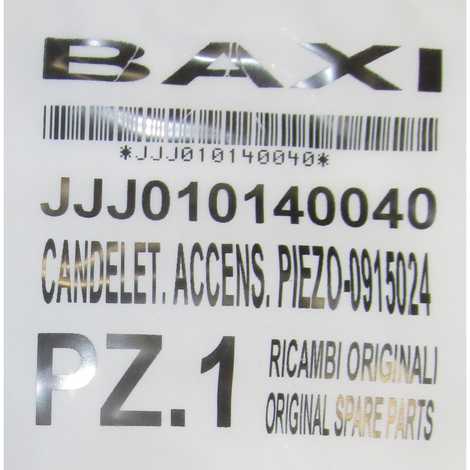 BAXI
*JJJ010140040*
JJJ010140040
CANDELET. ACCENS. PIEZO-0915024
PZ.1
RICAMBI ORIGINALI
ORIGINAL SPARE PARTS